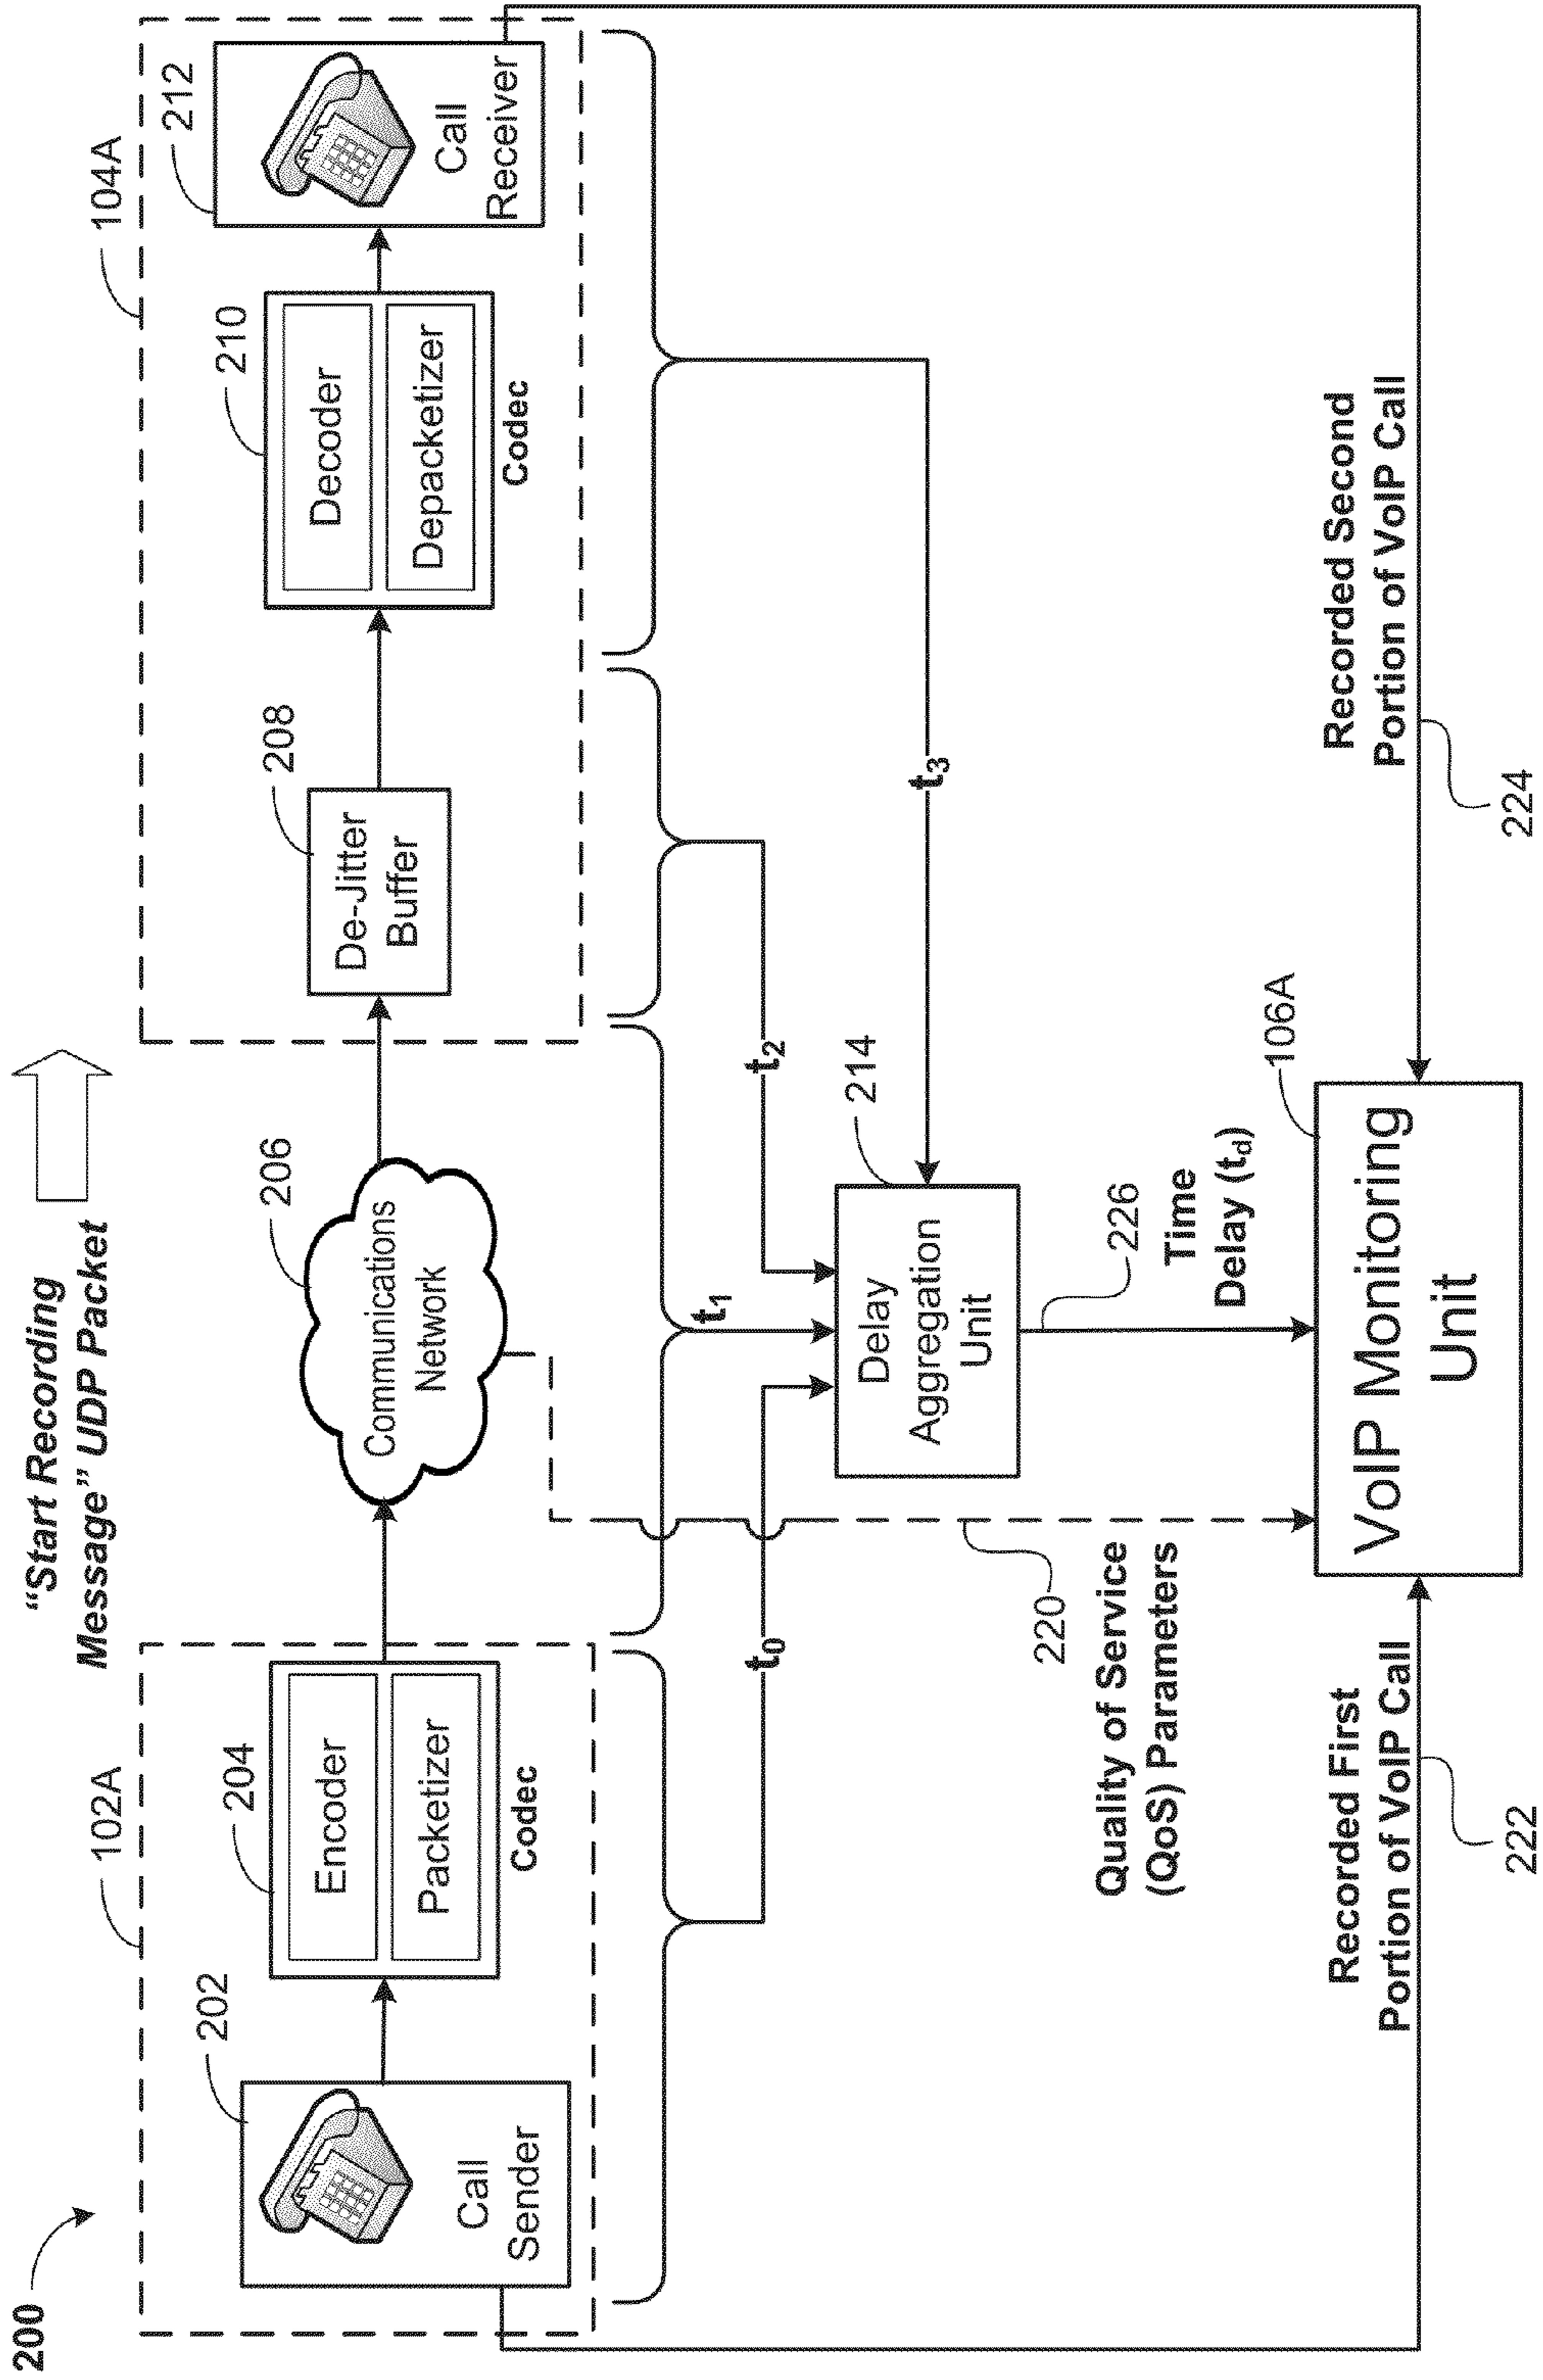 200
"Start Recording
Message" UDP Packet
102A
104A
202
Call
Sender
204
Encoder
Packetizer
Codec
206
Communications
Network
208
De-Jitter
Buffer
210
Decoder
Depacketizer
Codec
212
Call
Receiver
t0
t1
t2
t3
214
Delay
Aggregation
Unit
220
Quality of Service
(QoS) Parameters
226
Time
Delay (td)
106A
VoIP Monitoring
Unit
Recorded First
Portion of VoIP Call
222
Recorded Second
Portion of VoIP Call
224